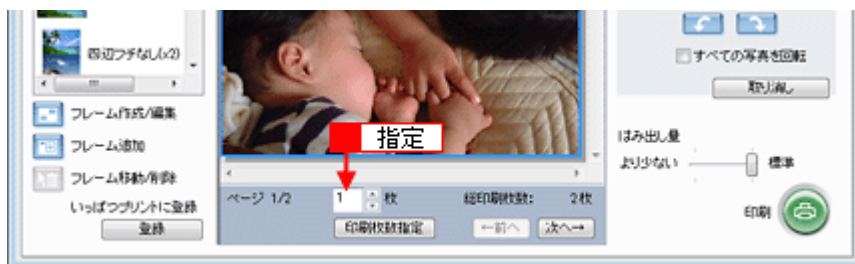 四辺フチなし(x2)
フレーム作成/編集
フレーム追加
フレーム移動/削除
いっぱつプリントに登録
登録
指定
ページ 1/2
1 枚
総印刷枚数: 2枚
印刷枚数指定
←前へ
次へ→
すべての写真を回転
取り消し
はみ出し量
より少ない
標準
印刷